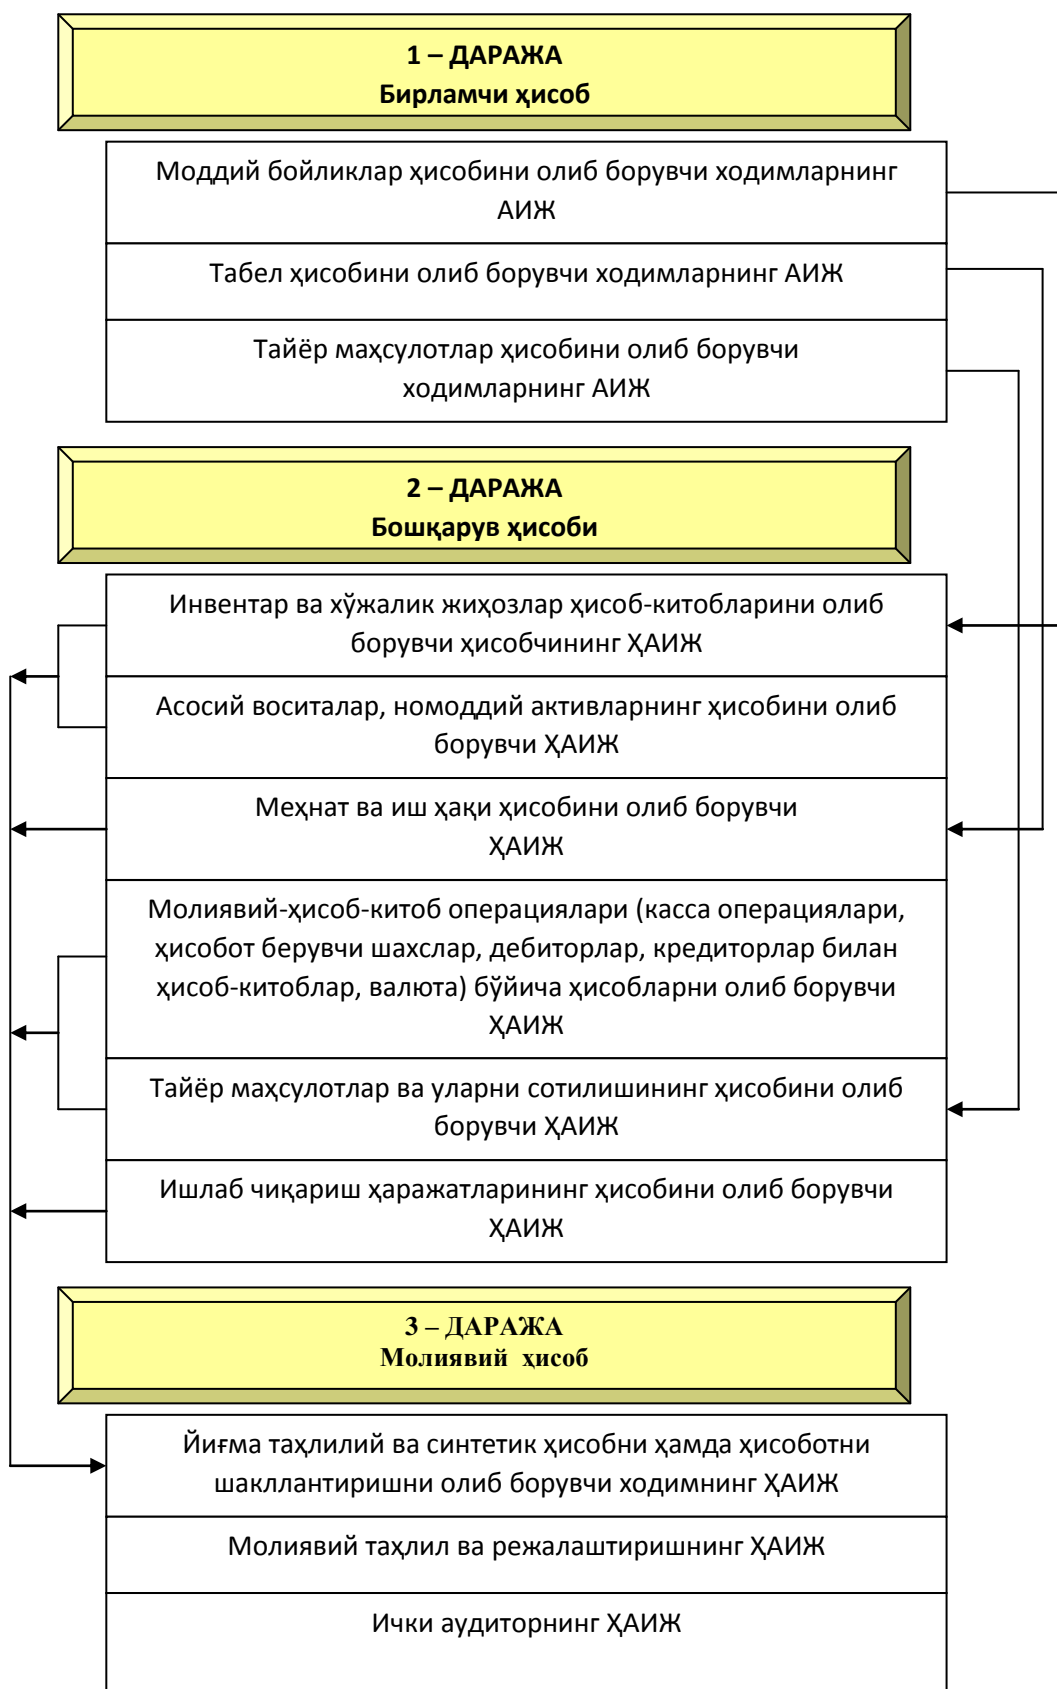 1 – ДАРАЖА
Бирламчи ҳисоб
Моддий бойликлар ҳисобини олиб борувчи ходимларнинг
АИЖ
Табел ҳисобини олиб борувчи ходимларнинг АИЖ
Тайёр маҳсулотлар ҳисобини олиб борувчи
ходимларнинг АИЖ
2 – ДАРАЖА
Бошқарув ҳисоби
Инвентар ва хўжалик жиҳозлар ҳисоб-китобларини олиб
борувчи ҳисобчининг ҲАИЖ
Асосий воситалар, номоддий активларнинг ҳисобини олиб
борувчи ҲАИЖ
Меҳнат ва иш ҳақи ҳисобини олиб борувчи
ҲАИЖ
Молиявий-ҳисоб-китоб операциялари (касса операциялари,
ҳисобот берувчи шахслар, дебиторлар, кредиторлар билан
ҳисоб-китоблар, валюта) бўйича ҳисобларни олиб борувчи
ҲАИЖ
Тайёр маҳсулотлар ва уларни сотилишининг ҳисобини олиб
борувчи ҲАИЖ
Ишлаб чиқариш ҳаражатларининг ҳисобини олиб борувчи
ҲАИЖ
3 – ДАРАЖА
Молиявий ҳисоб
Йиғма таҳлилий ва синтетик ҳисобни ҳамда ҳисоботни
шакллантиришни олиб борувчи ходимнинг ҲАИЖ
Молиявий таҳлил ва режалаштиришнинг ҲАИЖ
Ички аудиторнинг ҲАИЖ